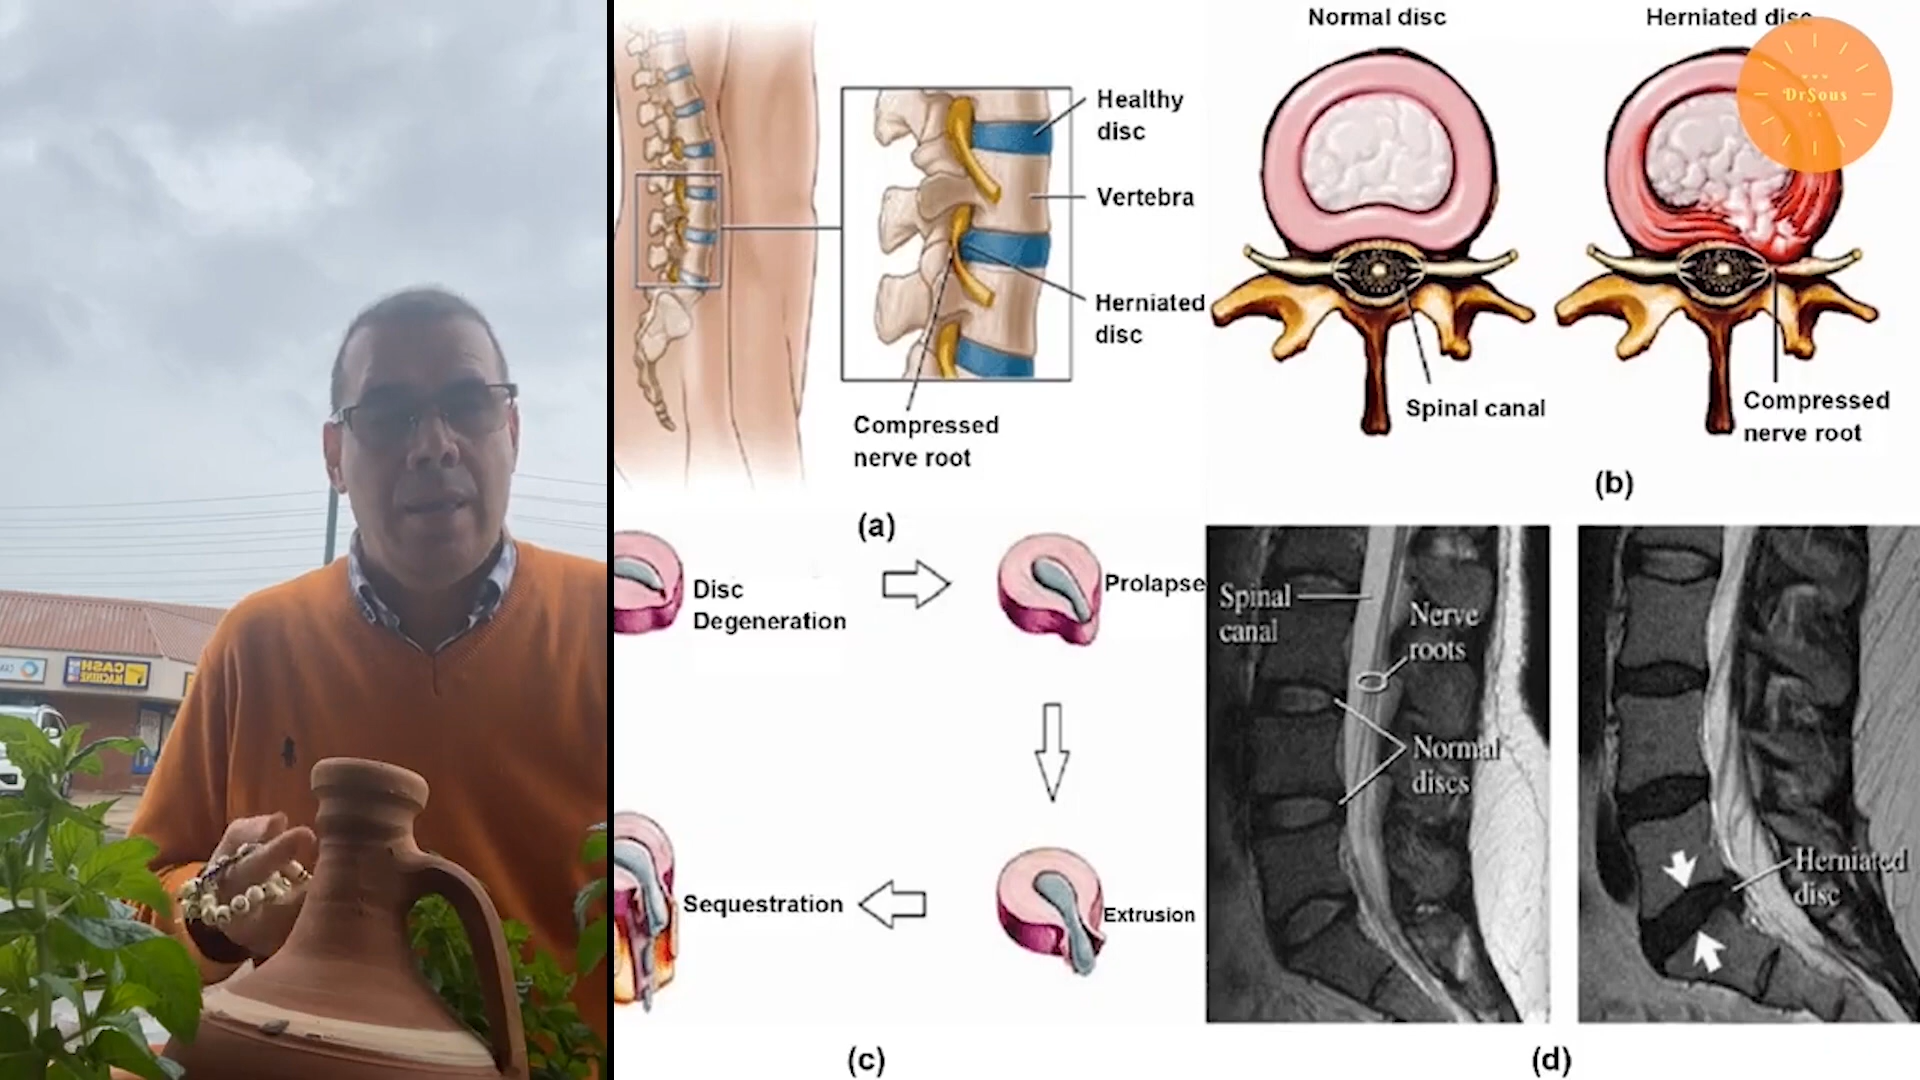 CASH
MACHINE
Healthy
disc
Vertebra
Herniated
disc
Compressed
nerve root
(a)
Normal disc
Herniated disc
DrSous
Spinal canal
Compressed
nerve root
(b)
Disc
Degeneration
Prolapse
Extrusion
Sequestration
(c)
Spinal
canal
Nerve
roots
Normal
discs
Herniated
disc
(d)